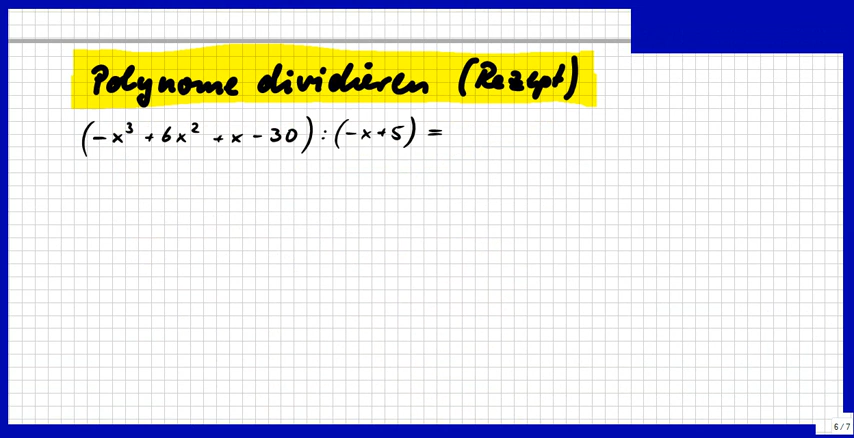 Polynome dividieren (Rezept)
(-x³ + 6x² + x - 30) : (-x+5) =
6 / 7